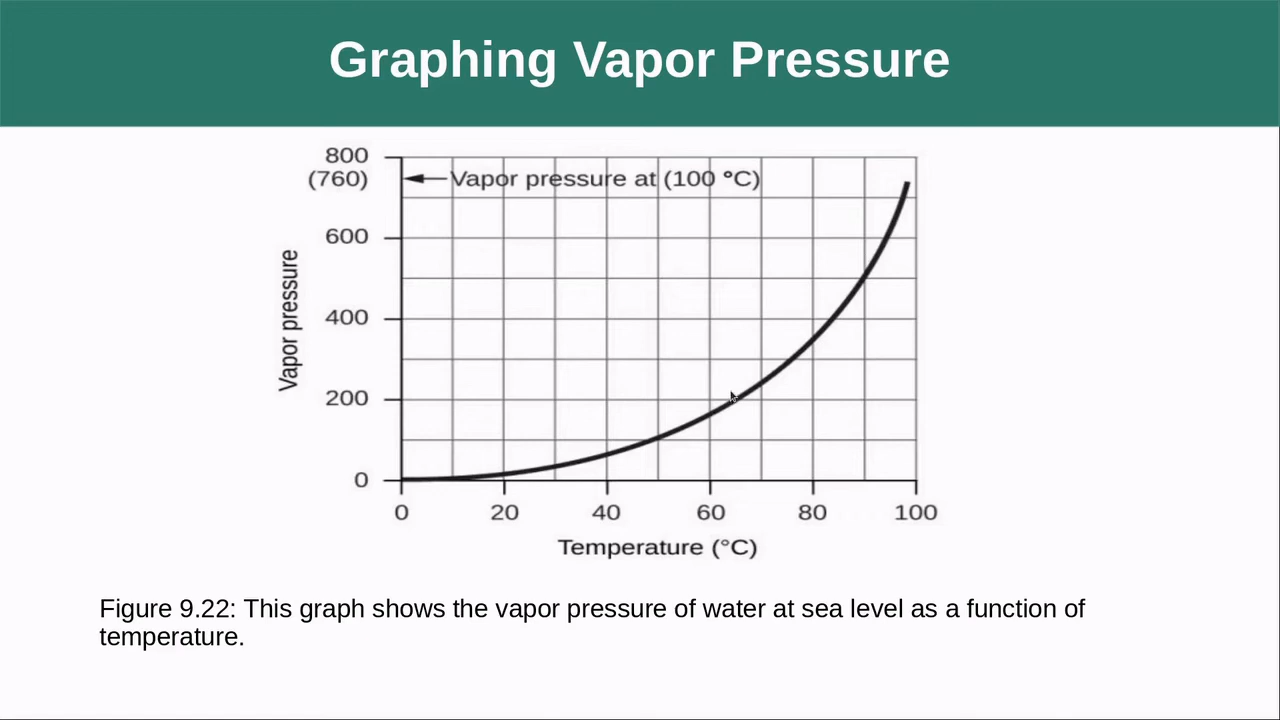 Graphing Vapor Pressure
800
(760)
Vapor pressure at (100 °C)
600
400
200
0
Vapor pressure
0 20 40 60 80 100
Temperature (°C)
Figure 9.22: This graph shows the vapor pressure of water at sea level as a function of
temperature.